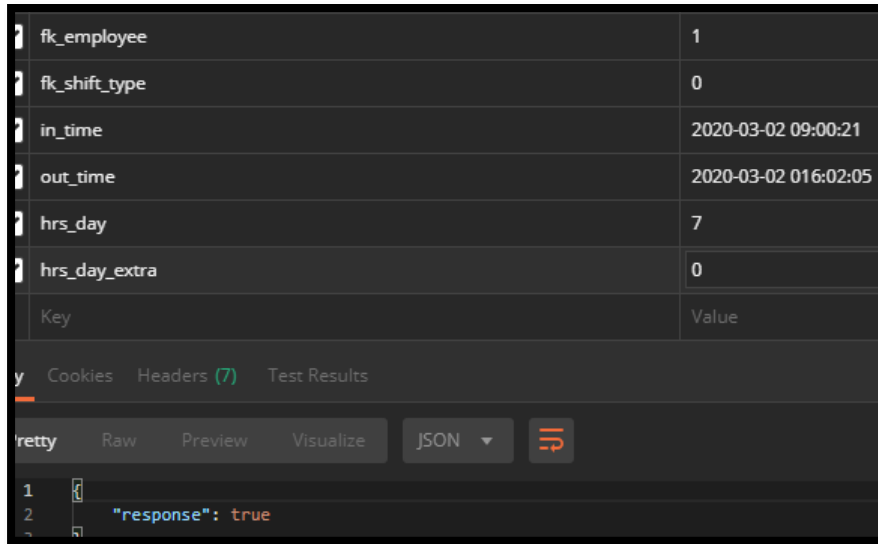 fk_employee 1
fk_shift_type 0
in_time 2020-03-02 09:00:21
out_time 2020-03-02 016:02:05
hrs_day 7
hrs_day_extra 0
Key Value
y Cookies Headers (7) Test Results
Pretty Raw Preview Visualize JSON
1 {
2 "response": true
3 }